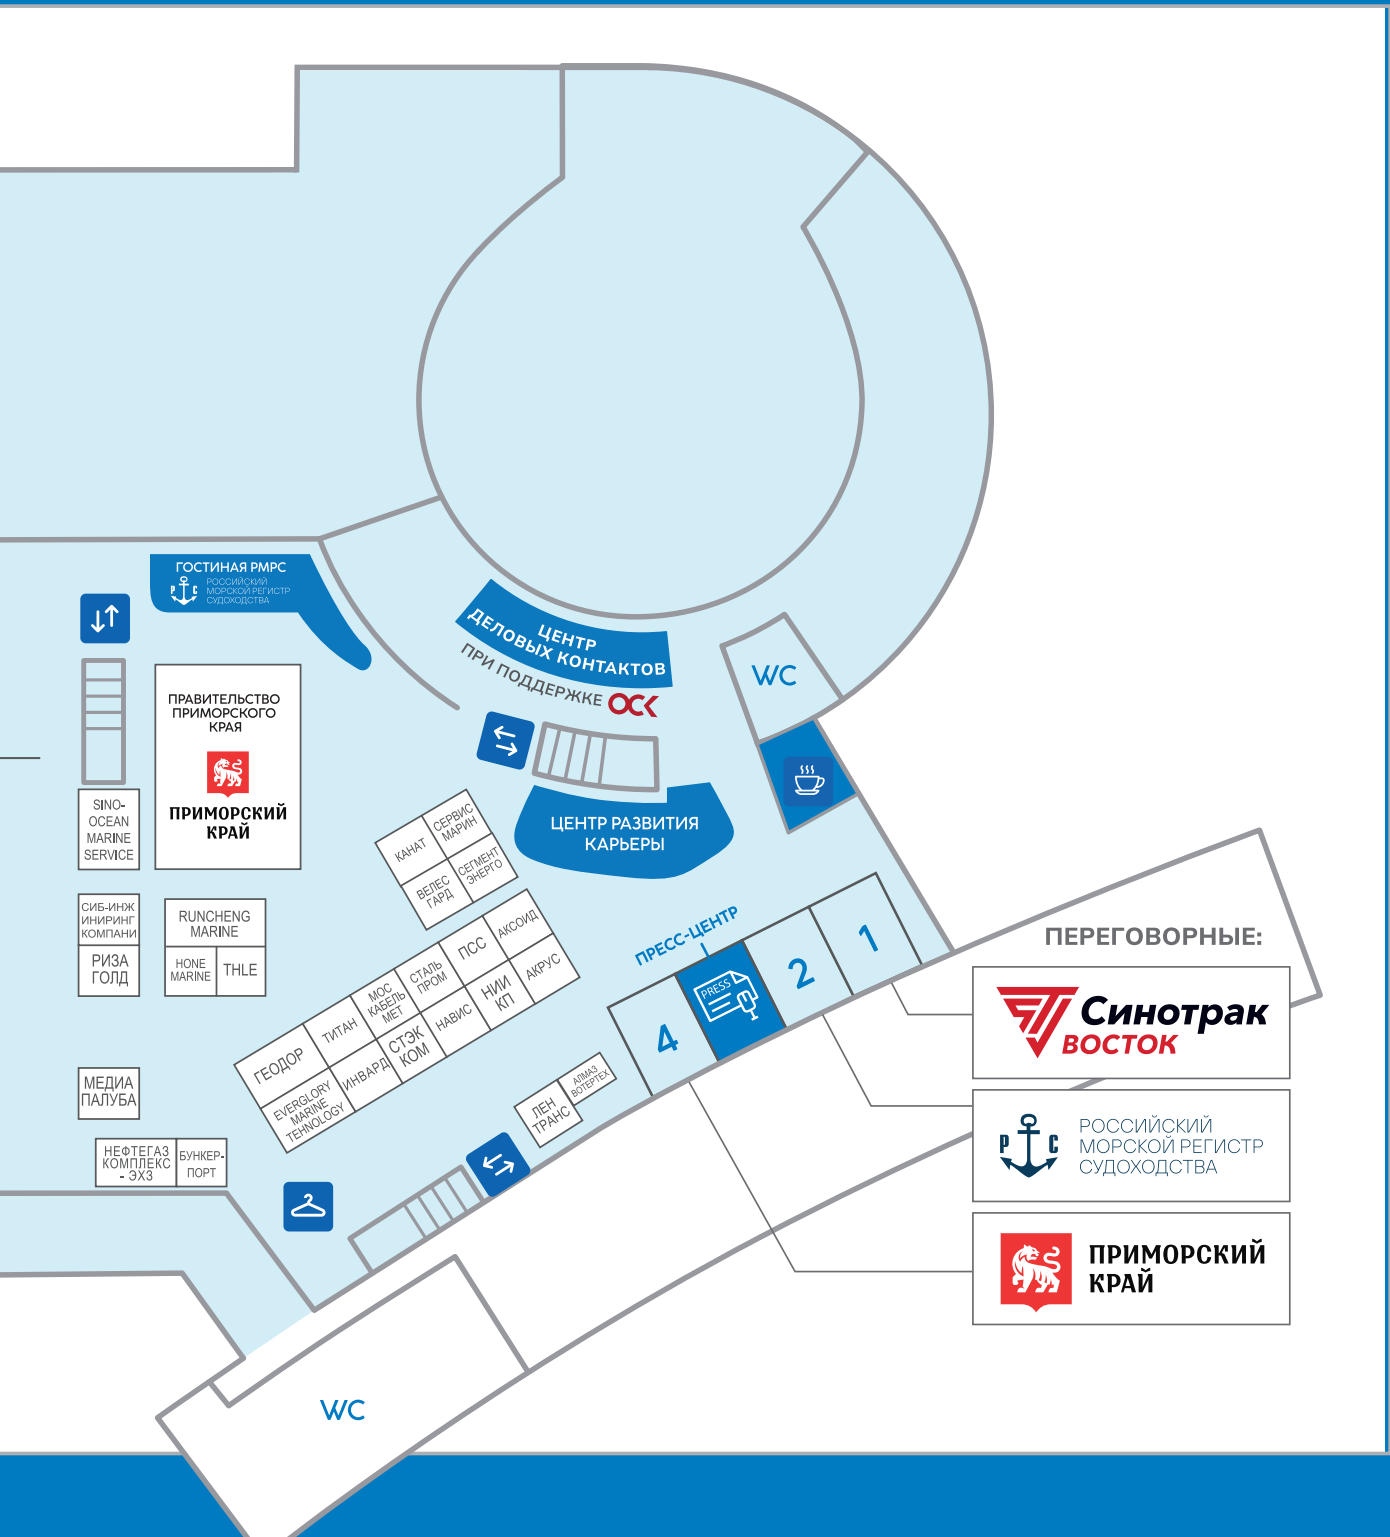 ГОСТИНАЯ РМРС
Р С
РОССИЙСКИЙ
МОРСКОЙ РЕГИСТР
СУДОХОДСТВА
ЦЕНТР
ДЕЛОВЫХ КОНТАКТОВ
ПРИ ПОДДЕРЖКЕ ОСК
WC
ПРАВИТЕЛЬСТВО
ПРИМОРСКОГО
КРАЯ
ПРИМОРСКИЙ
КРАЙ
SINO-
OCEAN
MARINE
SERVICE
ЦЕНТР РАЗВИТИЯ
КАРЬЕРЫ
КАНАТ
СЕРВИС
МАРИН
ВЕЛЕС
ГАРД
СЕГМЕНТ
ЭНЕРГО
СИБ-ИНЖ
ИНИРИНГ
КОМПАНИ
РИЗА
ГОЛД
RUNCHENG
MARINE
HONE
MARINE
THLE
ГЕОДОР
ТИТАН
МОС
КАБЕЛЬ
МЕТ
СТАЛЬ
ПРОМ
ПСС
АКСОИД
EVERGLORY
MARINE
TEHNOLOGY
ИНВАРД
СТЭК
КОМ
НАВИС
НИИ
КП
АКРУС
ПРЕСС-ЦЕНТР
PRESS
1
2
4
ЛЕН
ТРАНС
АЛМАЗ
ВОТЕРТЕХ
МЕДИА
ПАЛУБА
НЕФТЕГАЗ
КОМПЛЕКС
- ЭХЗ
БУНКЕР-
ПОРТ
WC
ПЕРЕГОВОРНЫЕ:
Синотрак
ВОСТОК
Р С
РОССИЙСКИЙ
МОРСКОЙ РЕГИСТР
СУДОХОДСТВА
ПРИМОРСКИЙ
КРАЙ